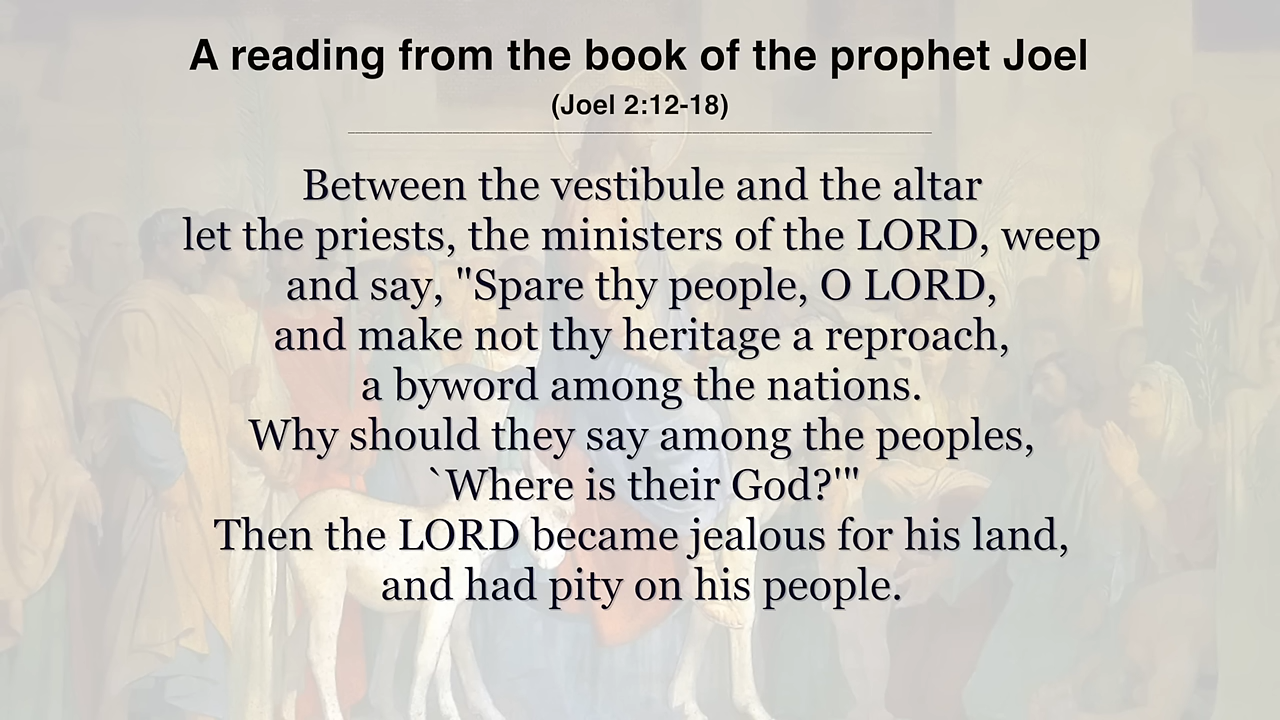 A reading from the book of the prophet Joel
(Joel 2:12-18)
Between the vestibule and the altar
let the priests, the ministers of the LORD, weep
and say, "Spare thy people, O LORD,
and make not thy heritage a reproach,
a byword among the nations.
Why should they say among the peoples,
`Where is their God?'"
Then the LORD became jealous for his land,
and had pity on his people.